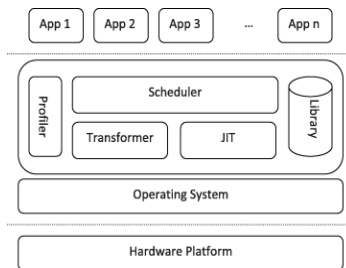 App 1 App 2 App 3 ... App n
Profiler
Scheduler
Transformer JIT
Library
Operating System
Hardware Platform